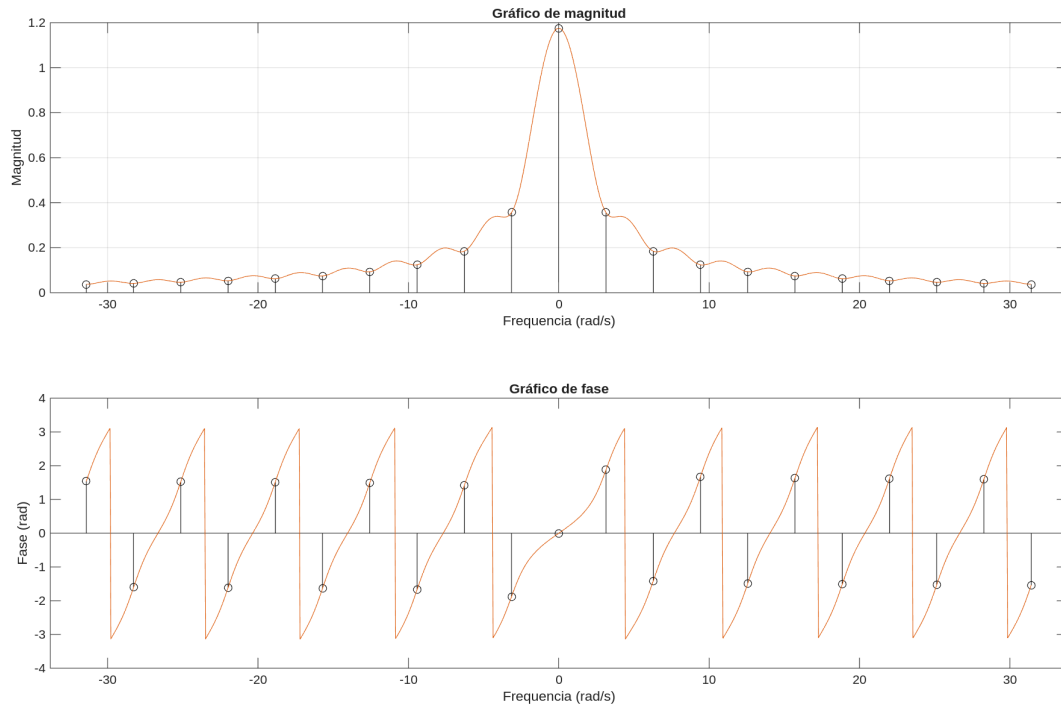 Gráfico de magnitud
1.2
1
0.8
0.6
0.4
0.2
0
Magnitud
-30 -20 -10 0 10 20 30
Frequencia (rad/s)
Gráfico de fase
4
3
2
1
0
-1
-2
-3
-4
Fase (rad)
-30 -20 -10 0 10 20 30
Frequencia (rad/s)